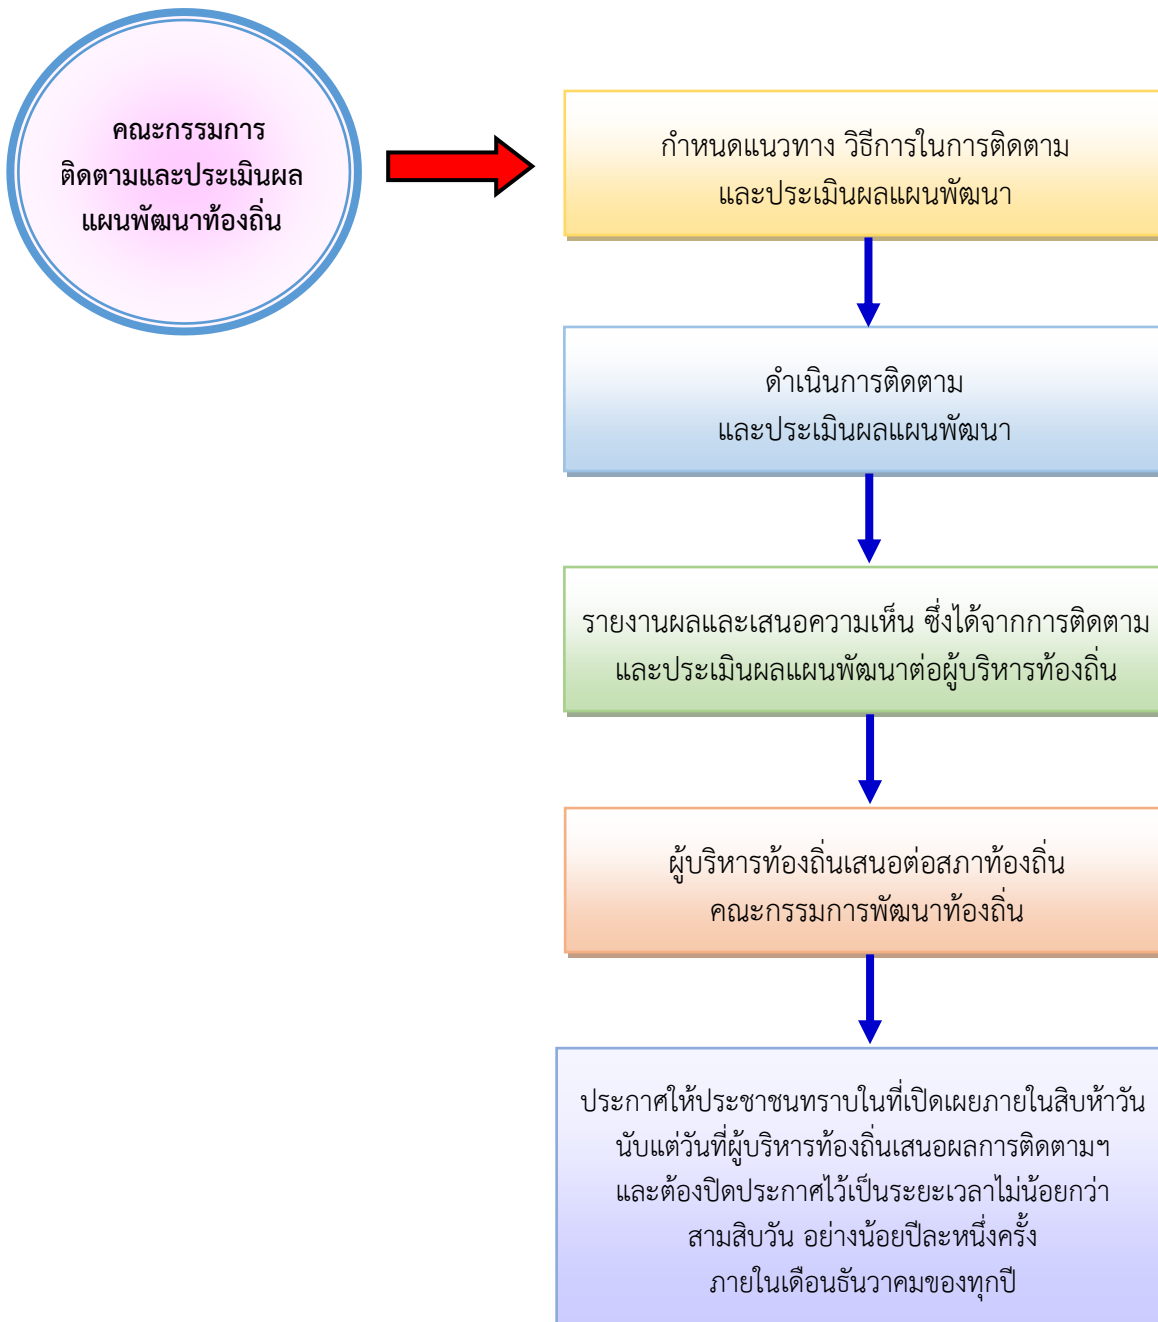 คณะกรรมการ
ติดตามและประเมินผล
แผนพัฒนาท้องถิ่น
กำหนดแนวทาง วิธีการในการติดตาม
และประเมินผลแผนพัฒนา
ดำเนินการติดตาม
และประเมินผลแผนพัฒนา
รายงานผลและเสนอความเห็น ซึ่งได้จากการติดตาม
และประเมินผลแผนพัฒนาต่อผู้บริหารท้องถิ่น
ผู้บริหารท้องถิ่นเสนอต่อสภาท้องถิ่น
คณะกรรมการพัฒนาท้องถิ่น
ประกาศให้ประชาชนทราบในที่เปิดเผยภายในสิบห้าวัน
นับแต่วันที่ผู้บริหารท้องถิ่นเสนอผลการติดตามฯ
และต้องปิดประกาศไว้เป็นระยะเวลาไม่น้อยกว่า
สามสิบวัน อย่างน้อยปีละหนึ่งครั้ง
ภายในเดือนธันวาคมของทุกปี